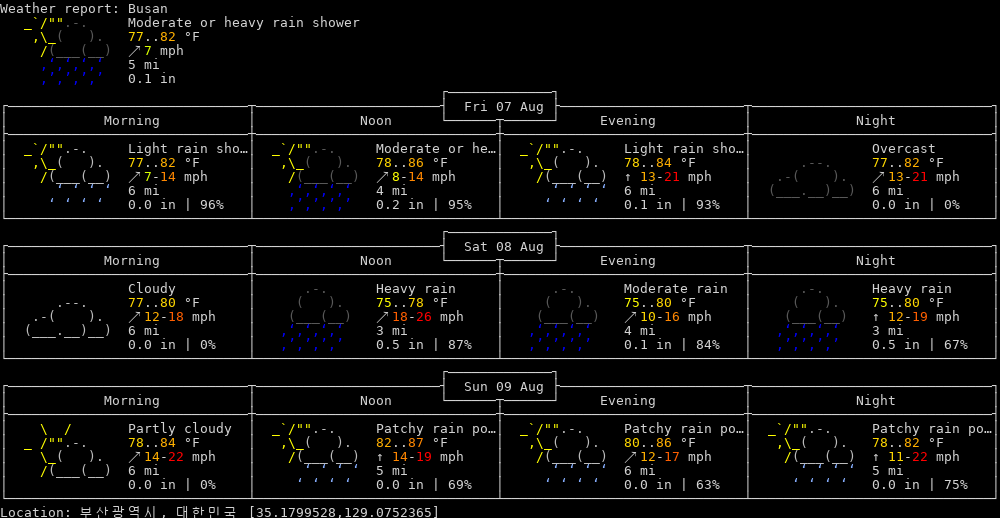 Weather report: Busan
Moderate or heavy rain shower
77..82 °F
↗ 7 mph
5 mi
0.1 in
Fri 07 Aug
Morning Noon Evening Night
Light rain sho… Moderate or he… Light rain sho… Overcast
77..82 °F 78..86 °F 78..84 °F 77..82 °F
↗ 7-14 mph ↗ 8-14 mph ↑ 13-21 mph ↗ 13-21 mph
6 mi 4 mi 6 mi 6 mi
0.0 in | 96% 0.2 in | 95% 0.1 in | 93% 0.0 in | 0%
Sat 08 Aug
Morning Noon Evening Night
Cloudy Heavy rain Moderate rain Heavy rain
77..80 °F 75..78 °F 75..80 °F 75..80 °F
↗ 12-18 mph ↗ 18-26 mph ↗ 10-16 mph ↑ 12-19 mph
6 mi 3 mi 4 mi 3 mi
0.0 in | 0% 0.5 in | 87% 0.1 in | 84% 0.5 in | 67%
Sun 09 Aug
Morning Noon Evening Night
Partly cloudy Patchy rain po… Patchy rain po… Patchy rain po…
78..84 °F 82..87 °F 80..86 °F 78..82 °F
↗ 14-22 mph ↑ 14-19 mph ↗ 12-17 mph ↑ 11-22 mph
6 mi 5 mi 6 mi 5 mi
0.0 in | 0% 0.0 in | 69% 0.0 in | 63% 0.0 in | 75%
Location: 부산광역시, 대한민국 [35.1799528,129.0752365]